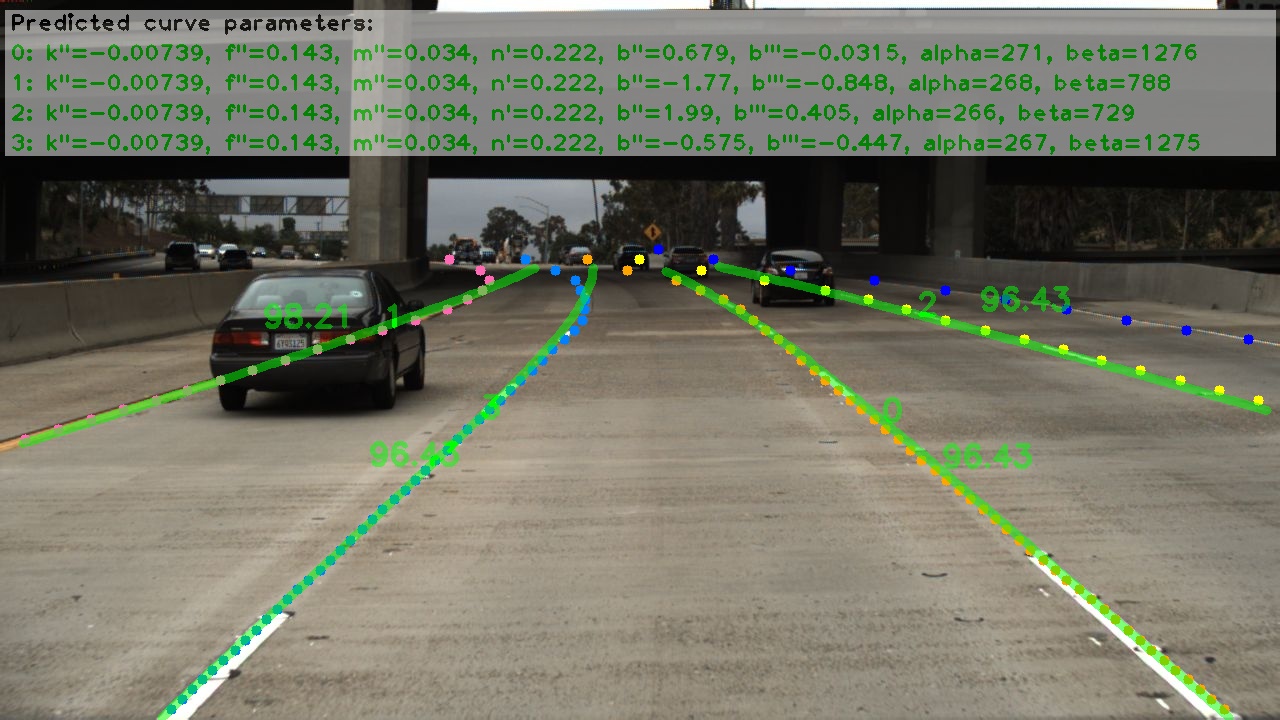 Predicted curve parameters:
0: k''=-0.00739, f''=0.143, m''=0.034, n'=0.222, b''=0.679, b'''=-0.0315, alpha=271, beta=1276
1: k''=-0.00739, f''=0.143, m''=0.034, n'=0.222, b''=-1.77, b'''=-0.848, alpha=268, beta=788
2: k''=-0.00739, f''=0.143, m''=0.034, n'=0.222, b''=1.99, b'''=0.405, alpha=266, beta=729
3: k''=-0.00739, f''=0.143, m''=0.034, n'=0.222, b''=-0.575, b'''=-0.447, alpha=267, beta=1275
2 96.43
98.21 1
0
96.43